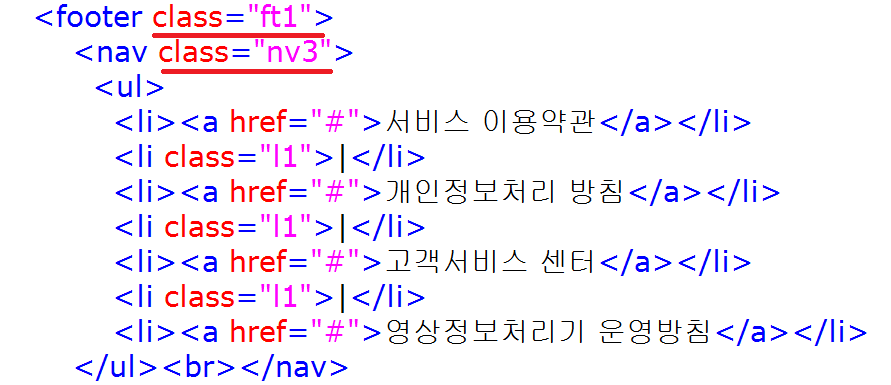 <footer class="ft1">
<nav class="nv3">
<ul>
<li><a href="#">서비스 이용약관</a></li>
<li class="l1">|</li>
<li><a href="#">개인정보처리 방침</a></li>
<li class="l1">|</li>
<li><a href="#">고객서비스 센터</a></li>
<li class="l1">|</li>
<li><a href="#">영상정보처리기 운영방침</a></li>
</ul><br></nav>